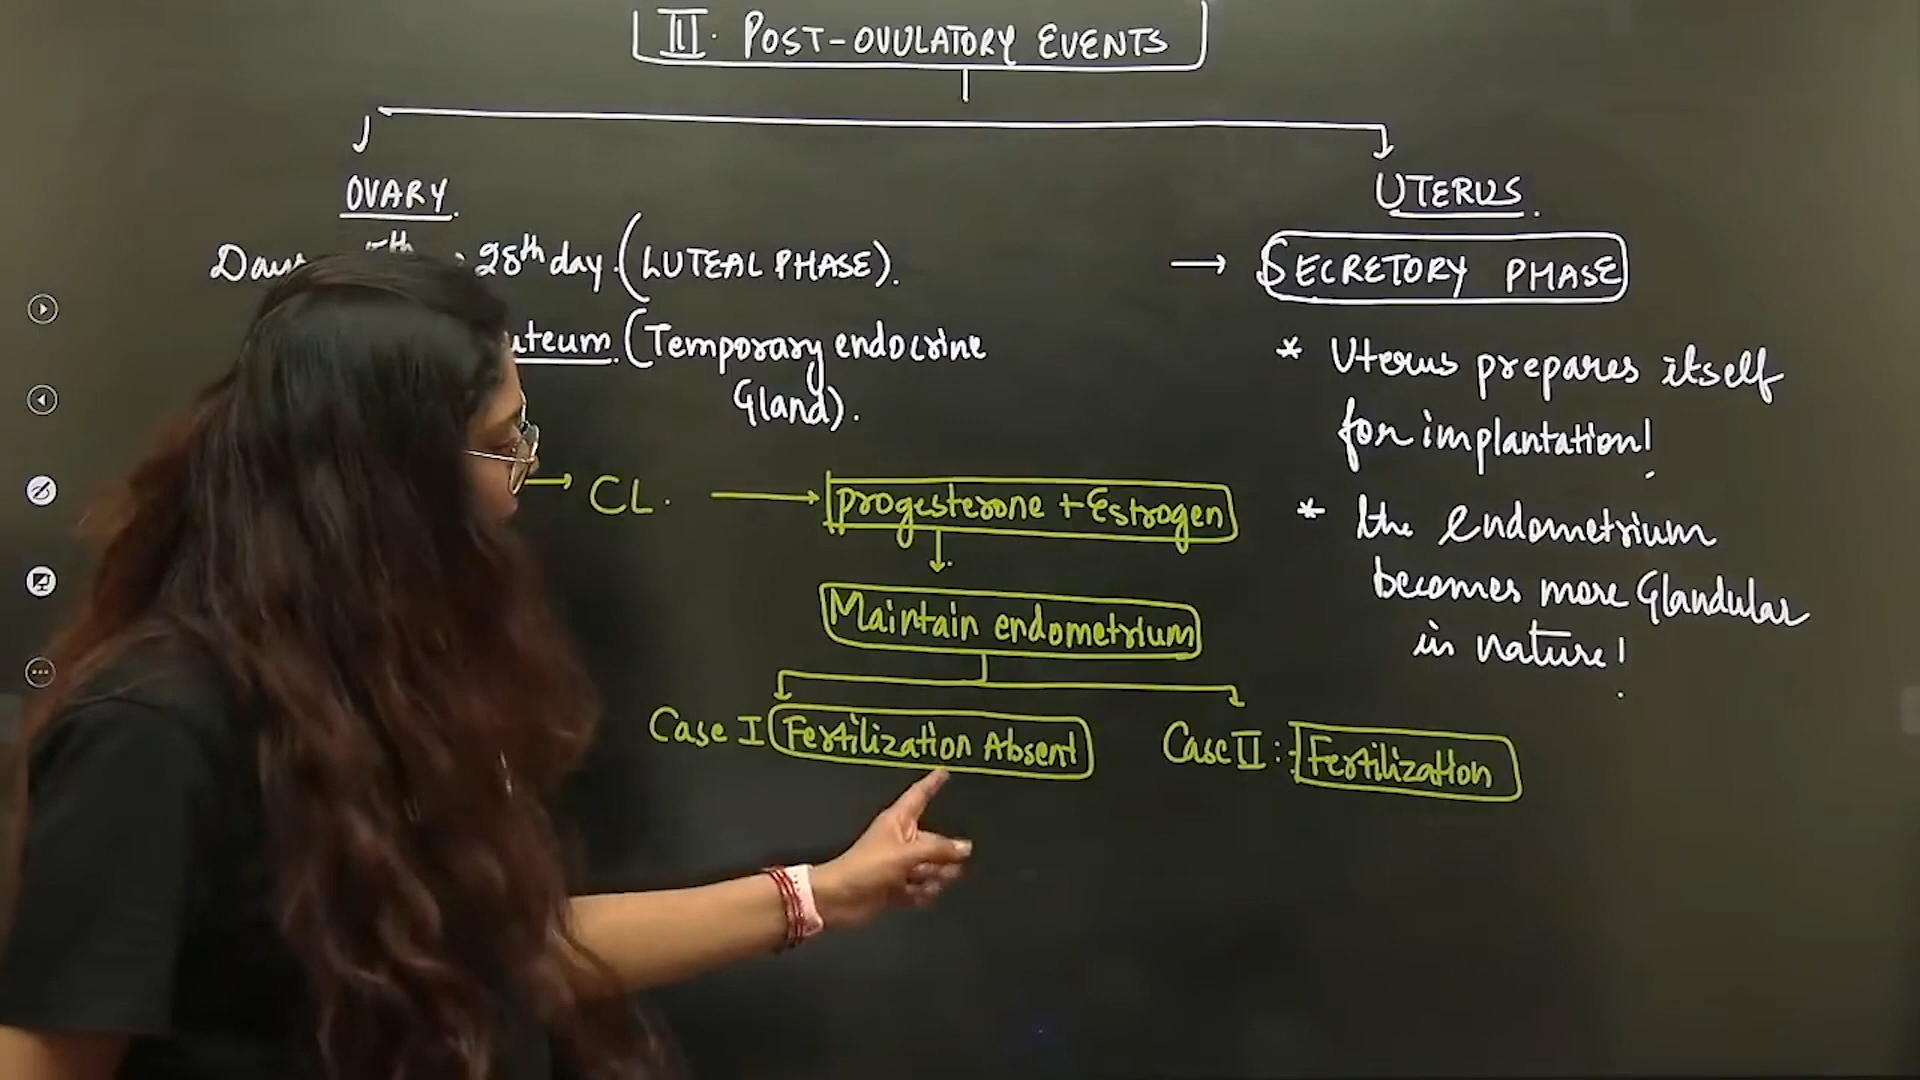 III. POST-OVULATORY EVENTS
OVARY.
28th day. (LUTEAL PHASE).
(Temporary endocrine
Gland).
→ CL. → progesterone + Estrogen
Maintain endometrium
Case I Fertilization Absent
Case II :- Fertilization
UTERUS.
→ SECRETORY PHASE
* Uterus prepares itself
for implantation!
* the endometrium
becomes more Glandular
in nature!